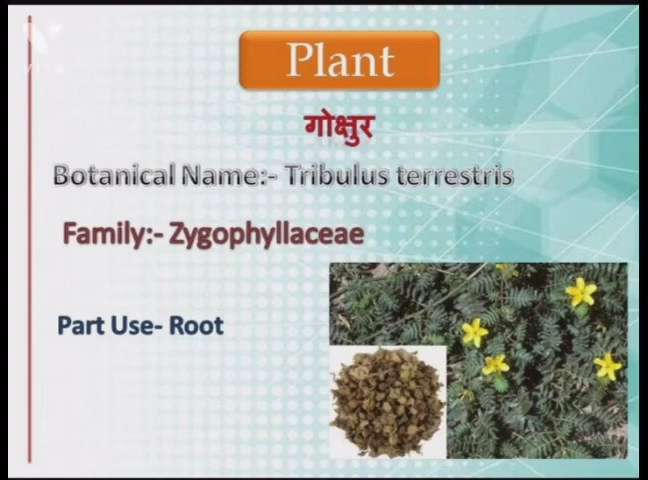 Plant
गोक्षुर
Botanical Name:- Tribulus terrestris
Family:- Zygophyllaceae
Part Use- Root